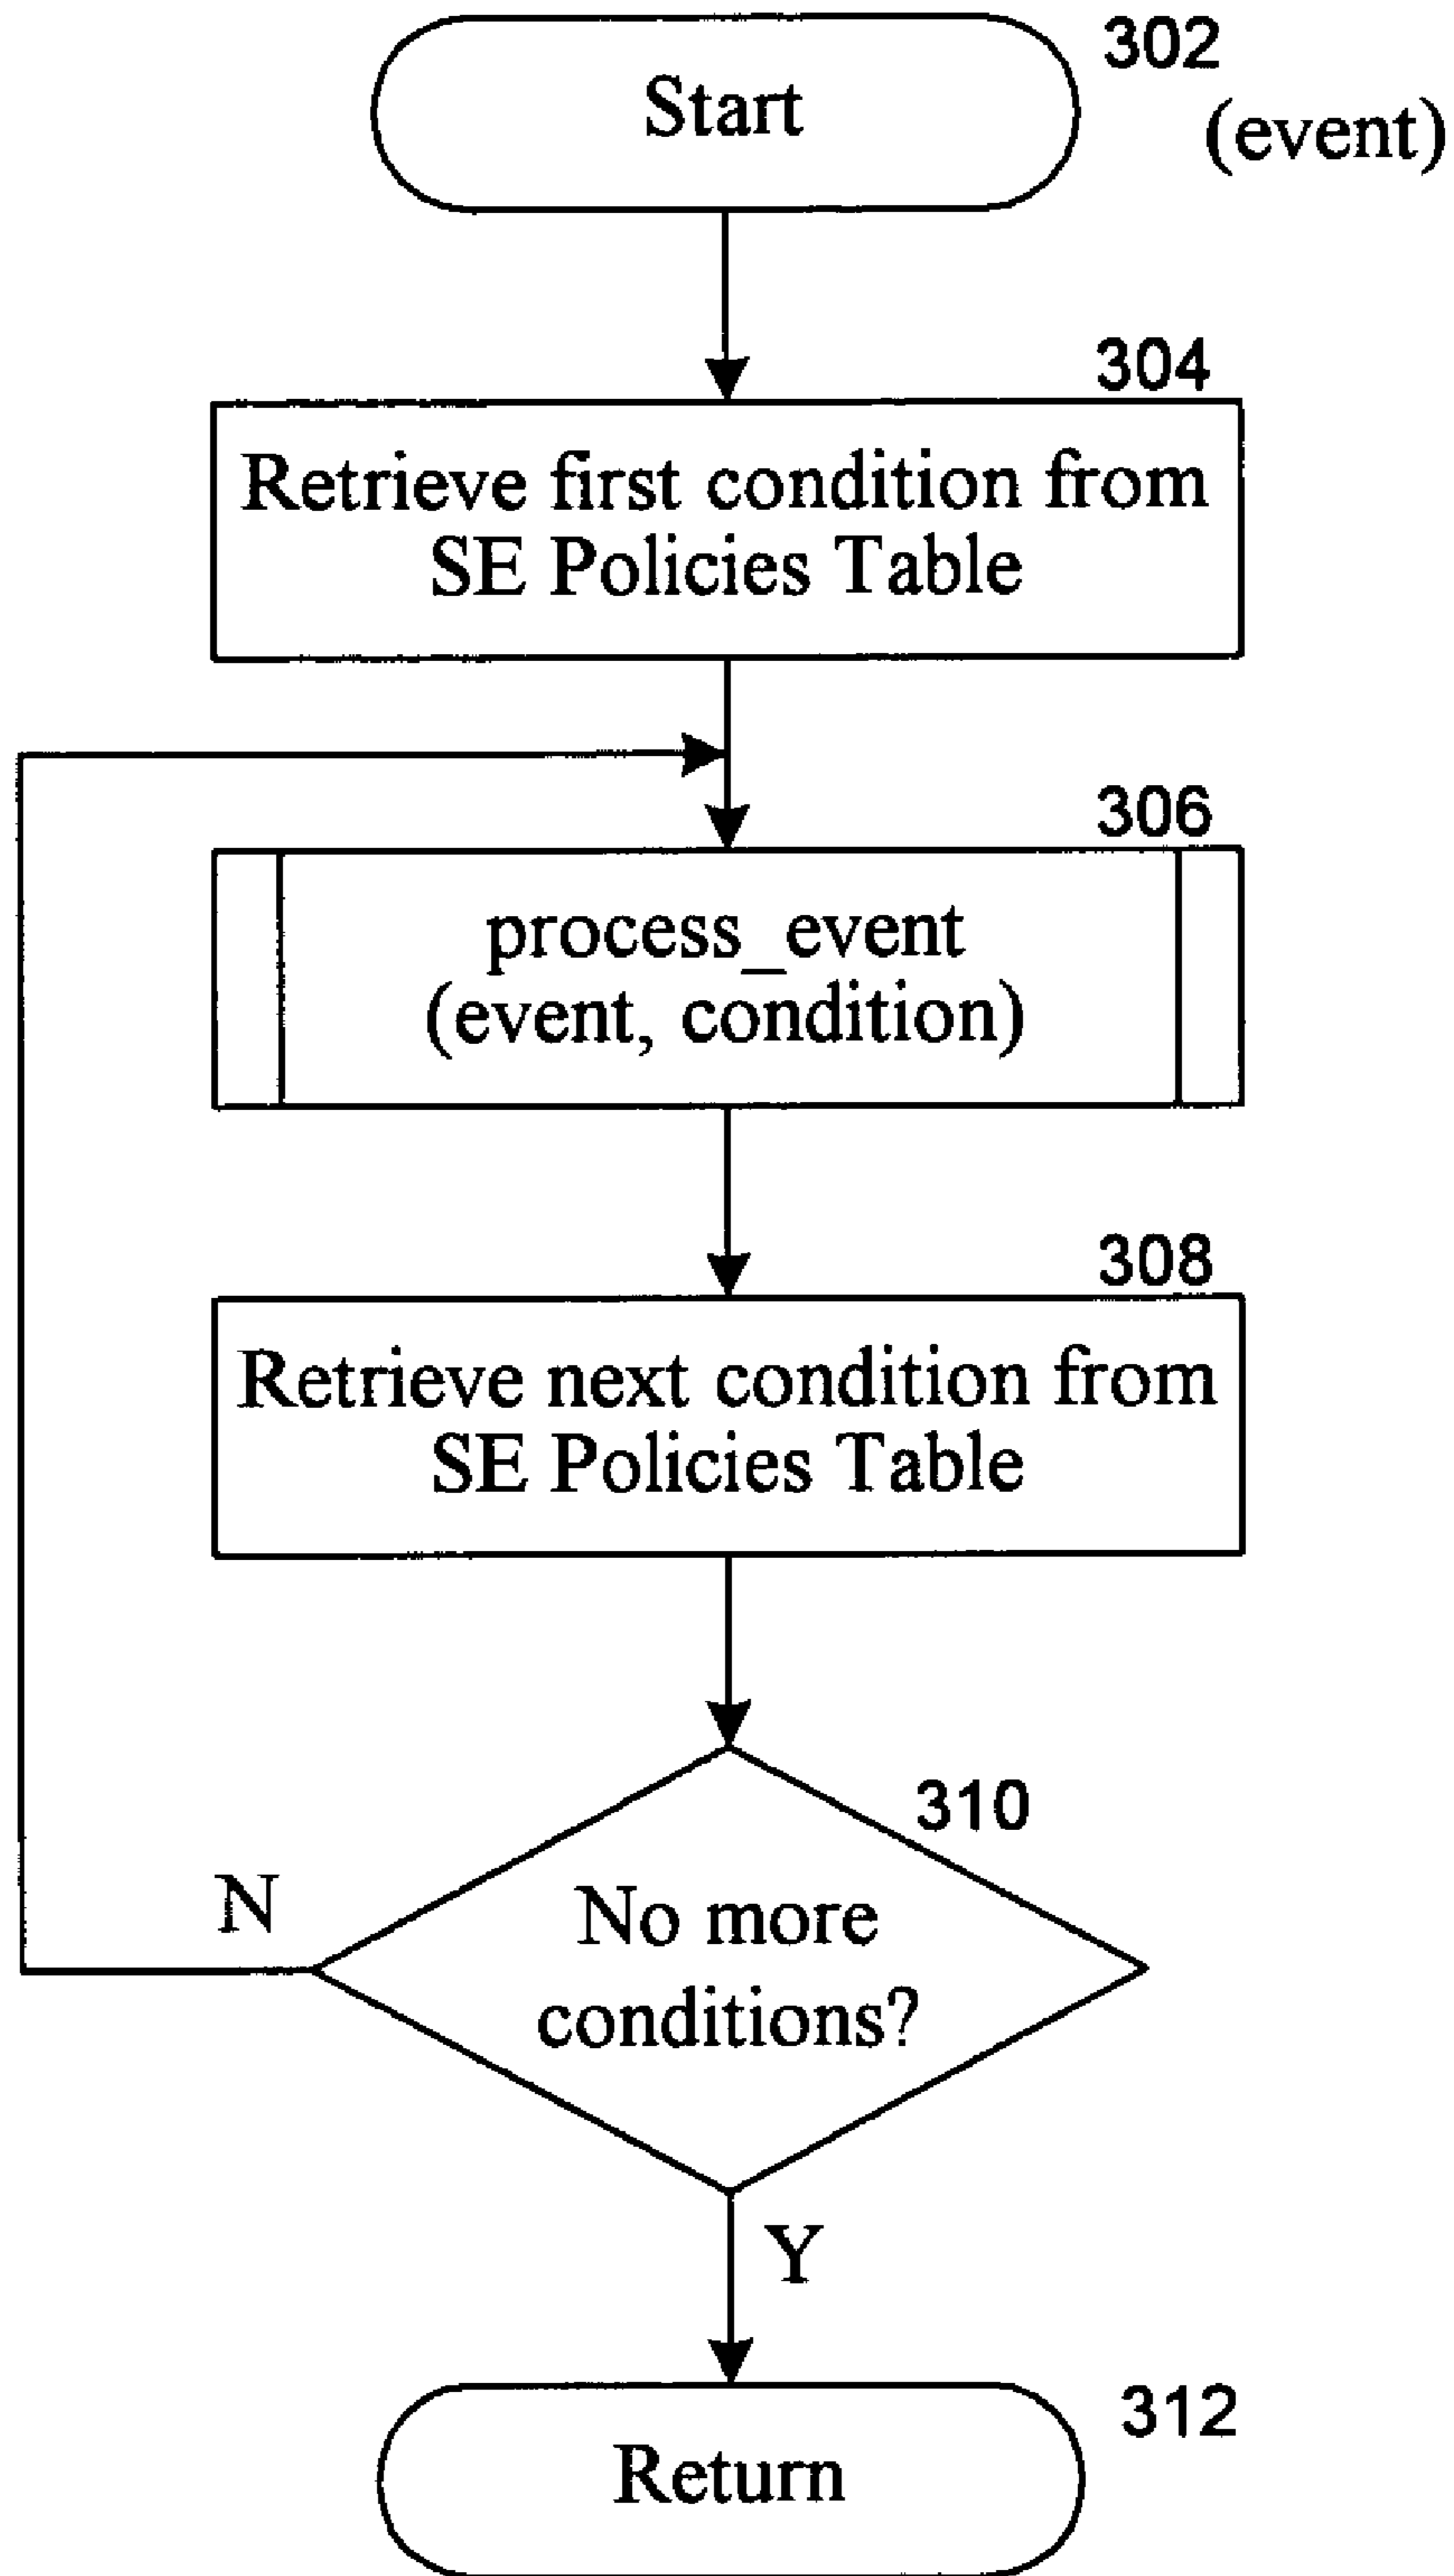 302
Start
(event)
304
Retrieve first condition from
SE Policies Table
306
process_event
(event, condition)
308
Retrieve next condition from
SE Policies Table
310
N
No more
conditions?
Y
312
Return